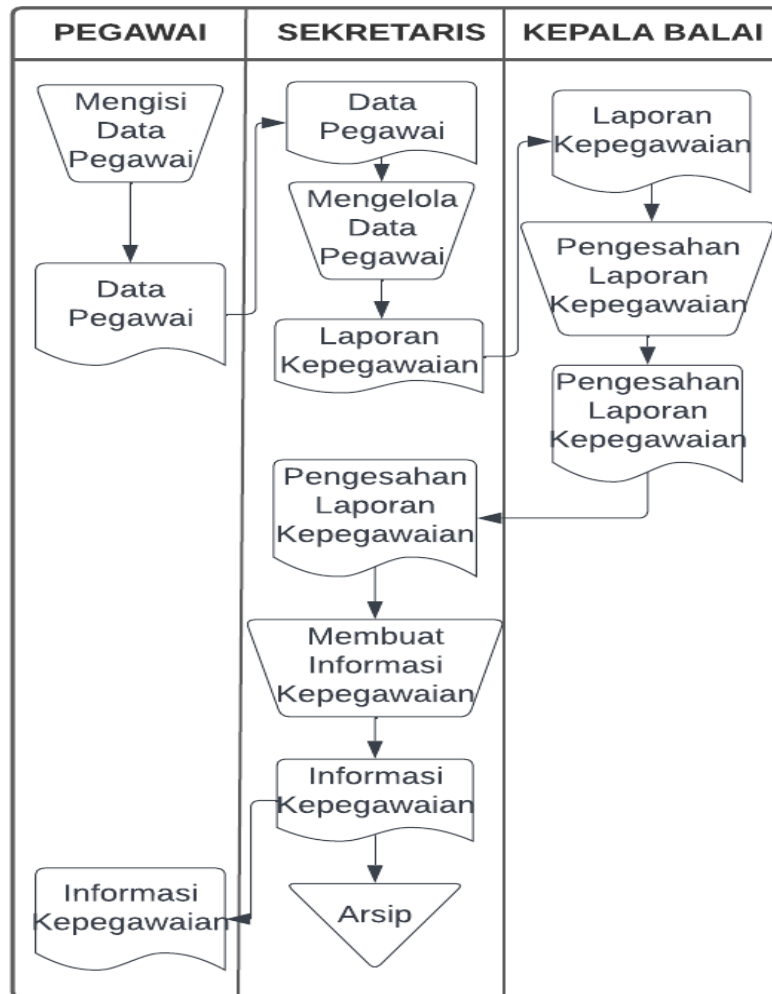 PEGAWAI
SEKRETARIS
KEPALA BALAI
Mengisi
Data
Pegawai
Data
Pegawai
Data
Pegawai
Mengelola
Data
Pegawai
Laporan
Kepegawaian
Laporan
Kepegawaian
Pengesahan
Laporan
Kepegawaian
Pengesahan
Laporan
Kepegawaian
Pengesahan
Laporan
Kepegawaian
Membuat
Informasi
Kepegawaian
Informasi
Kepegawaian
Arsip
Informasi
Kepegawaian